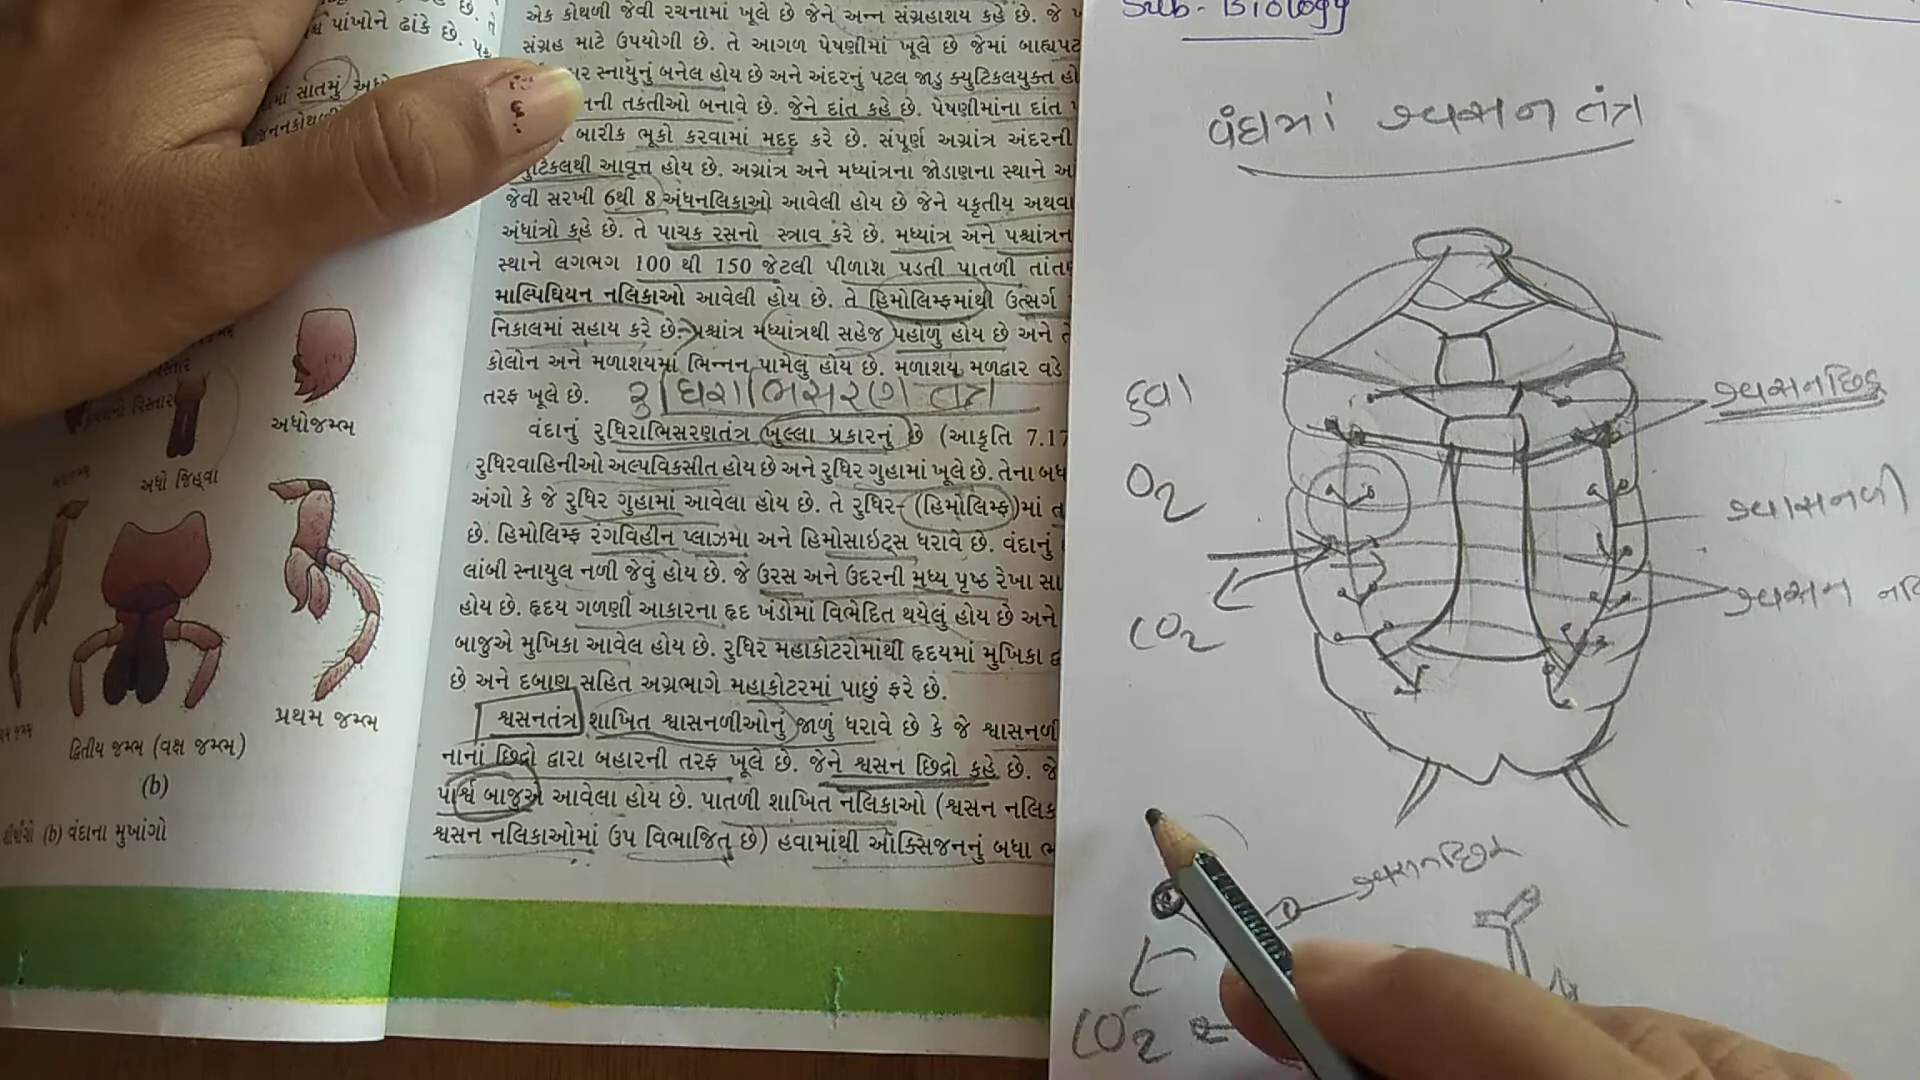 પાંખોને ઢાંકે છે.
સાતમું
અધોજમ્ભ
અધો જિહ્વા
પ્રથમ જમ્ભ
દ્વિતીય જમ્ભ (વક્ષ જમ્ભ)
(b)
(b) વંદાના મુખાંગો
એક કોથળી જેવી રચનામાં ખૂલે છે જેને અન્ન સંગ્રહાશય કહે છે. જે
સંગ્રહ માટે ઉપયોગી છે. તે આગળ પેષણીમાં ખૂલે છે જેમાં બાહ્યપટ
સ્નાયુનું બનેલ હોય છે અને અંદરનું પટલ જાડુ ક્યુટિકલયુક્ત હો
તકતીઓ બનાવે છે. જેને દાંત કહે છે. પેષણીમાંના દાંત
બારીક ભૂકો કરવામાં મદદ કરે છે. સંપૂર્ણ અગ્રાંત્ર અંદરની
આવૃત્ત હોય છે. અગ્રાંત્ર અને મધ્યાંત્રના જોડાણના સ્થાને
જેવી સરખી 6થી 8 અંધનલિકાઓ આવેલી હોય છે જેને યકૃતીય અથવા
અંધાંત્રો કહે છે. તે પાચક રસનો સ્ત્રાવ કરે છે. મધ્યાંત્ર અને પશ્ચાંત્રન
સ્થાને લગભગ 100 થી 150 જેટલી પીળાશ પડતી પાતળી તાંતણ
માલ્પિઘિયન નલિકાઓ આવેલી હોય છે. તે હિમોલિમ્ફમાંથી ઉત્સર્ગ
નિકાલમાં સહાય કરે છે. પશ્ચાંત્ર મધ્યાંત્રથી સહેજ પહોળું હોય છે અને તે
કોલોન અને મળાશયમાં ભિન્નન પામેલું હોય છે. મળાશય મળદ્વાર વડે
તરફ ખૂલે છે. રુધિરાભિસરણ તંત્ર
વંદાનું રુધિરાભિસરણતંત્ર ખુલ્લા પ્રકારનું છે (આકૃતિ 7.17
રુધિરવાહિનીઓ અલ્પવિકસીત હોય છે અને રુધિર ગુહામાં ખૂલે છે. તેના બધ
અંગો કે જે રુધિર ગુહામાં આવેલા હોય છે. તે રુધિર- (હિમોલિમ્ફ)માં ત
છે. હિમોલિમ્ફ રંગવિહીન પ્લાઝમા અને હિમોસાઇટ્સ ધરાવે છે. વંદાનું
લાંબી સ્નાયુલ નળી જેવું હોય છે. જે ઉરસ અને ઉદરની મધ્ય પૃષ્ઠ રેખા સા
હોય છે. હૃદય ગળણી આકારના હૃદ ખંડોમાં વિભેદિત થયેલું હોય છે અને
બાજુએ મુખિકા આવેલ હોય છે. રુધિર મહાકોટરોમાંથી હૃદયમાં મુખિકા દ્વ
છે અને દબાણ સહિત અગ્રભાગે મહાકોટરમાં પાછું ફરે છે.
શ્વસનતંત્ર શાખિત શ્વાસનળીઓનું જાળું ધરાવે છે કે જે શ્વાસનળી
નાનાં છિદ્રો દ્વારા બહારની તરફ ખૂલે છે. જેને શ્વસન છિદ્રો કહે છે. જે
પાર્શ્વ બાજુએ આવેલા હોય છે. પાતળી શાખિત નલિકાઓ (શ્વસન નલિક
શ્વસન નલિકાઓમાં ઉપ વિભાજિત છે) હવામાંથી ઑક્સિજનનું બધા ભ
Sub- Biology
વંદામાં શ્વસન તંત્ર
હવા
O2
CO2
શ્વસનછિદ્ર
શ્વાસનળી
શ્વસન નલિ
શ્વસનછિદ્ર
CO2